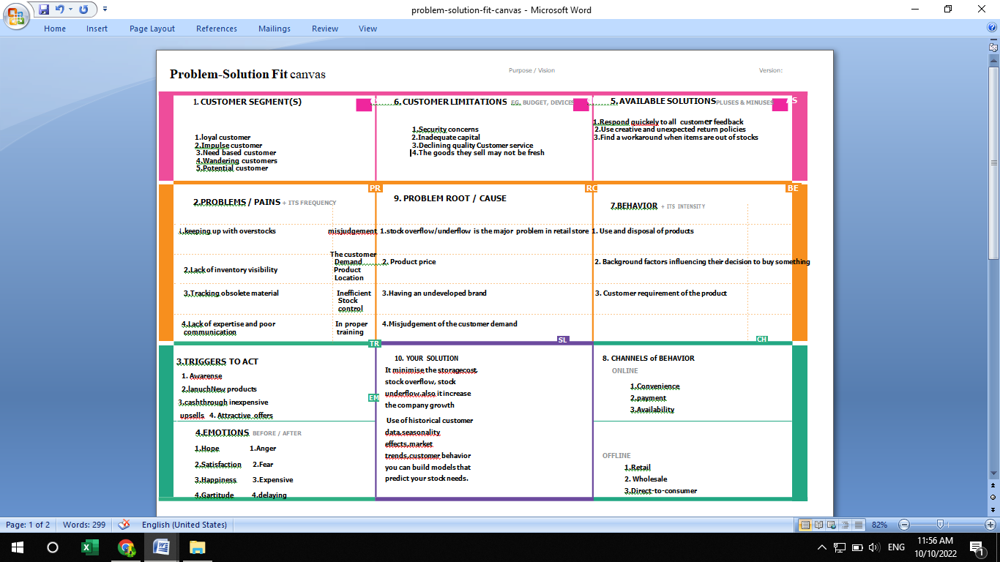 problem-solution-fit-canvas - Microsoft Word
Home Insert Page Layout References Mailings Review View
Problem-Solution Fit canvas
Purpose / Vision
Version:
1. CUSTOMER SEGMENT(S)
1.loyal customer
2.Impulse customer
3.Need based customer
4.Wandering customers
5.Potential customer
6. CUSTOMER LIMITATIONS EG. BUDGET, DEVICES
1.Security concerns
2.Inadequate capital
3.Declining quality Customer service
4.The goods they sell may not be fresh
5. AVAILABLE SOLUTIONS PLUSES & MINUSES
AS
1.Respond quickely to all customer feedback
2.Use creative and unexpected return policies
3.Find a workaround when items are out of stocks
PR
RC
BE
2.PROBLEMS / PAINS + ITS FREQUENCY
1.keeping up with overstocks
misjudgement
2.Lack of inventory visibility
The customer
Demand
Product
Location
3.Tracking obsolete material
Inefficient
Stock
control
4.Lack of expertise and poor
communication
In proper
training
9. PROBLEM ROOT / CAUSE
1.stock overflow/underflow is the major problem in retail store
2. Product price
3.Having an undeveloped brand
4.Misjudgement of the customer demand
7.BEHAVIOR + ITS INTENSITY
1. Use and disposal of products
2. Background factors influencing their decision to buy something
3. Customer requirement of the product
TR
SL
CH
3.TRIGGERS TO ACT
1. Awarense
2.lanuchNew products
3.cashthrough inexpensive
upsells 4. Attractive offers
EM
4.EMOTIONS BEFORE / AFTER
1.Hope 1.Anger
2.Satisfaction 2.Fear
3.Happiness 3.Expensive
4.Gartitude 4.delaying
10. YOUR SOLUTION
It minimise the storagecost,
stock overflow, stock
underflow.also it increase
the company growth
Use of historical customer
data,seasonality
effects,market
trends,customer behavior
you can build models that
predict your stock needs.
8. CHANNELS of BEHAVIOR
ONLINE
1.Convenience
2.payment
3.Availability
OFFLINE
1.Retail
2. Wholesale
3.Direct-to-consumer
Page: 1 of 2 Words: 299 English (United States) 82%
ENG
11:56 AM
10/10/2022
1